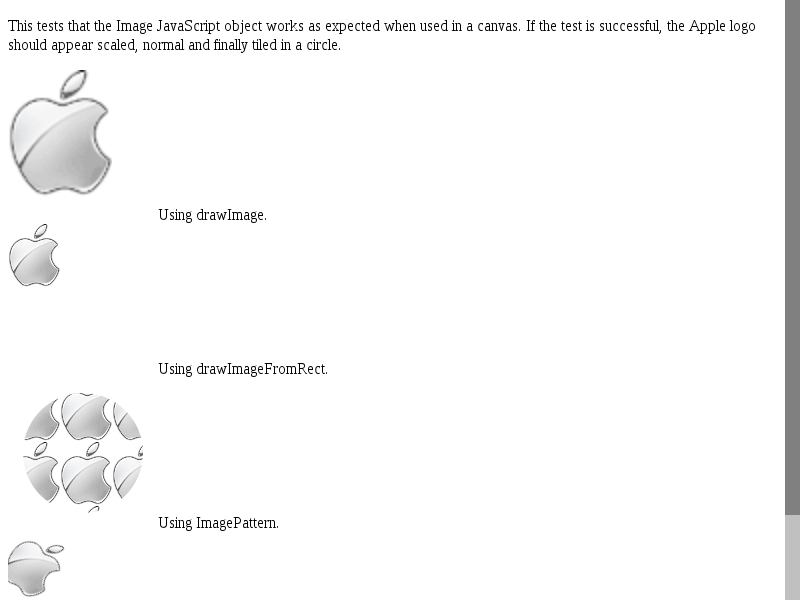 This tests that the Image JavaScript object works as expected when used in a canvas. If the test is successful, the Apple logo
should appear scaled, normal and finally tiled in a circle.
Using drawImage.
Using drawImageFromRect.
Using ImagePattern.